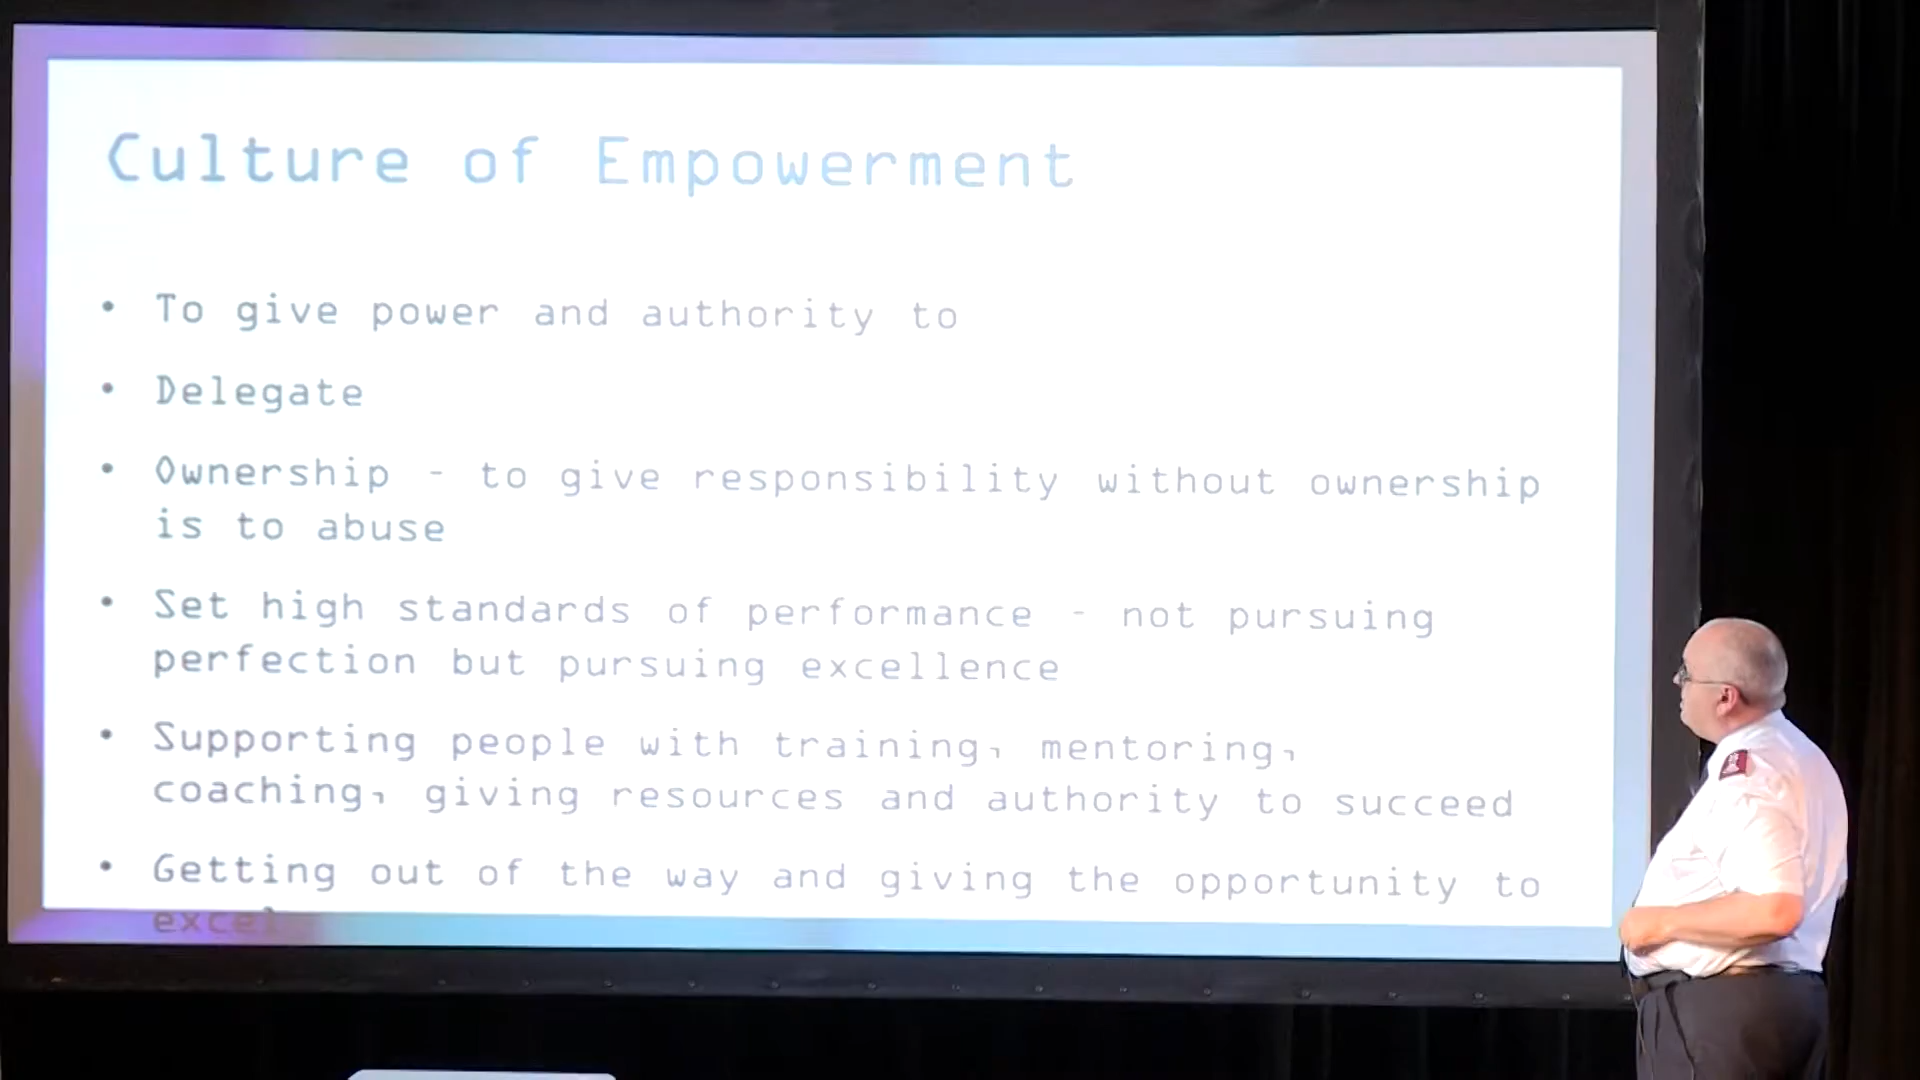 Culture of Empowerment
• To give power and authority to
• Delegate
• Ownership - to give responsibility without ownership
is to abuse
• Set high standards of performance - not pursuing
perfection but pursuing excellence
• Supporting people with training, mentoring,
coaching, giving resources and authority to succeed
• Getting out of the way and giving the opportunity to
excel